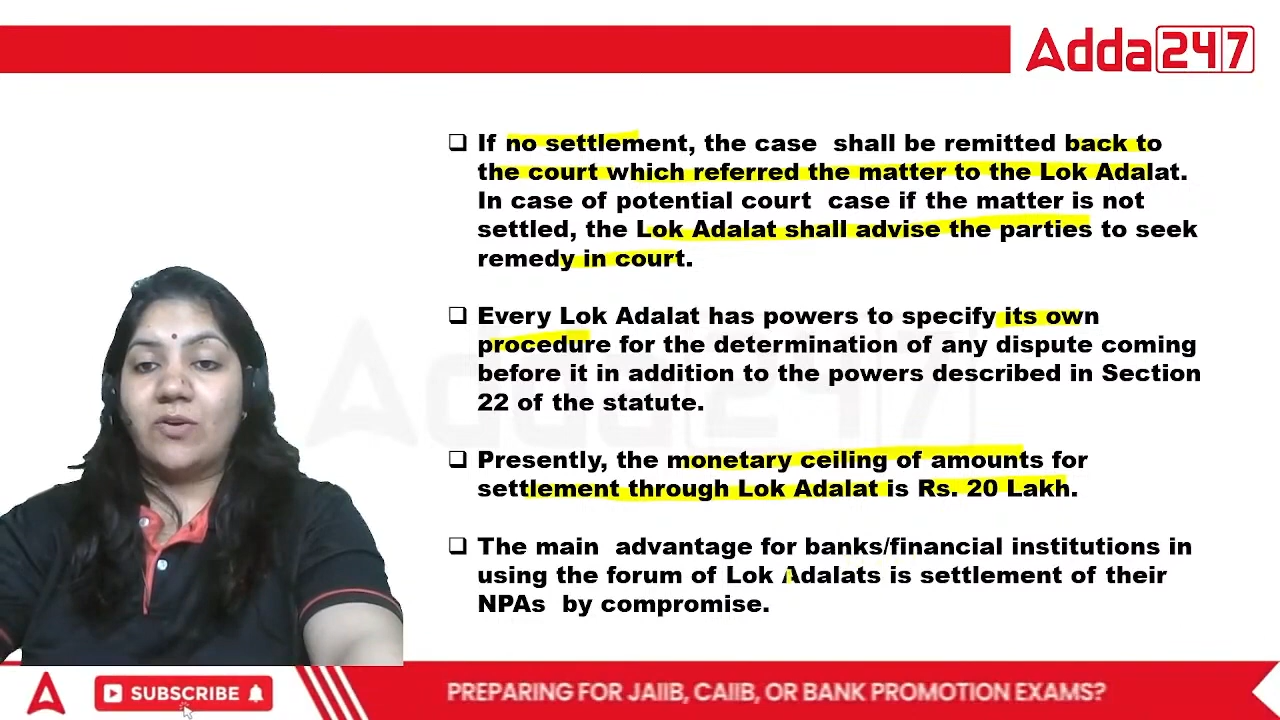 Adda247
❑ If no settlement, the case shall be remitted back to
the court which referred the matter to the Lok Adalat.
In case of potential court case if the matter is not
settled, the Lok Adalat shall advise the parties to seek
remedy in court.
❑ Every Lok Adalat has powers to specify its own
procedure for the determination of any dispute coming
before it in addition to the powers described in Section
22 of the statute.
❑ Presently, the monetary ceiling of amounts for
settlement through Lok Adalat is Rs. 20 Lakh.
❑ The main advantage for banks/financial institutions in
using the forum of Lok Adalats is settlement of their
NPAs by compromise.
Adda247
SUBSCRIBE
PREPARING FOR JAIIB, CAIIB, OR BANK PROMOTION EXAMS?